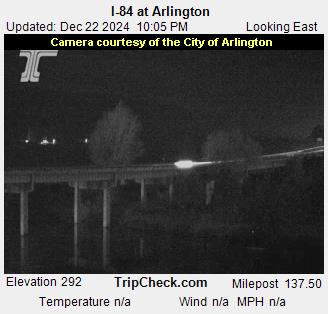 I-84 at Arlington
Updated: Dec 22 2024 10:05 PM Looking East
Camera courtesy of the City of Arlington
Elevation 292 TripCheck.com Milepost 137.50
Temperature n/a Wind n/a MPH n/a